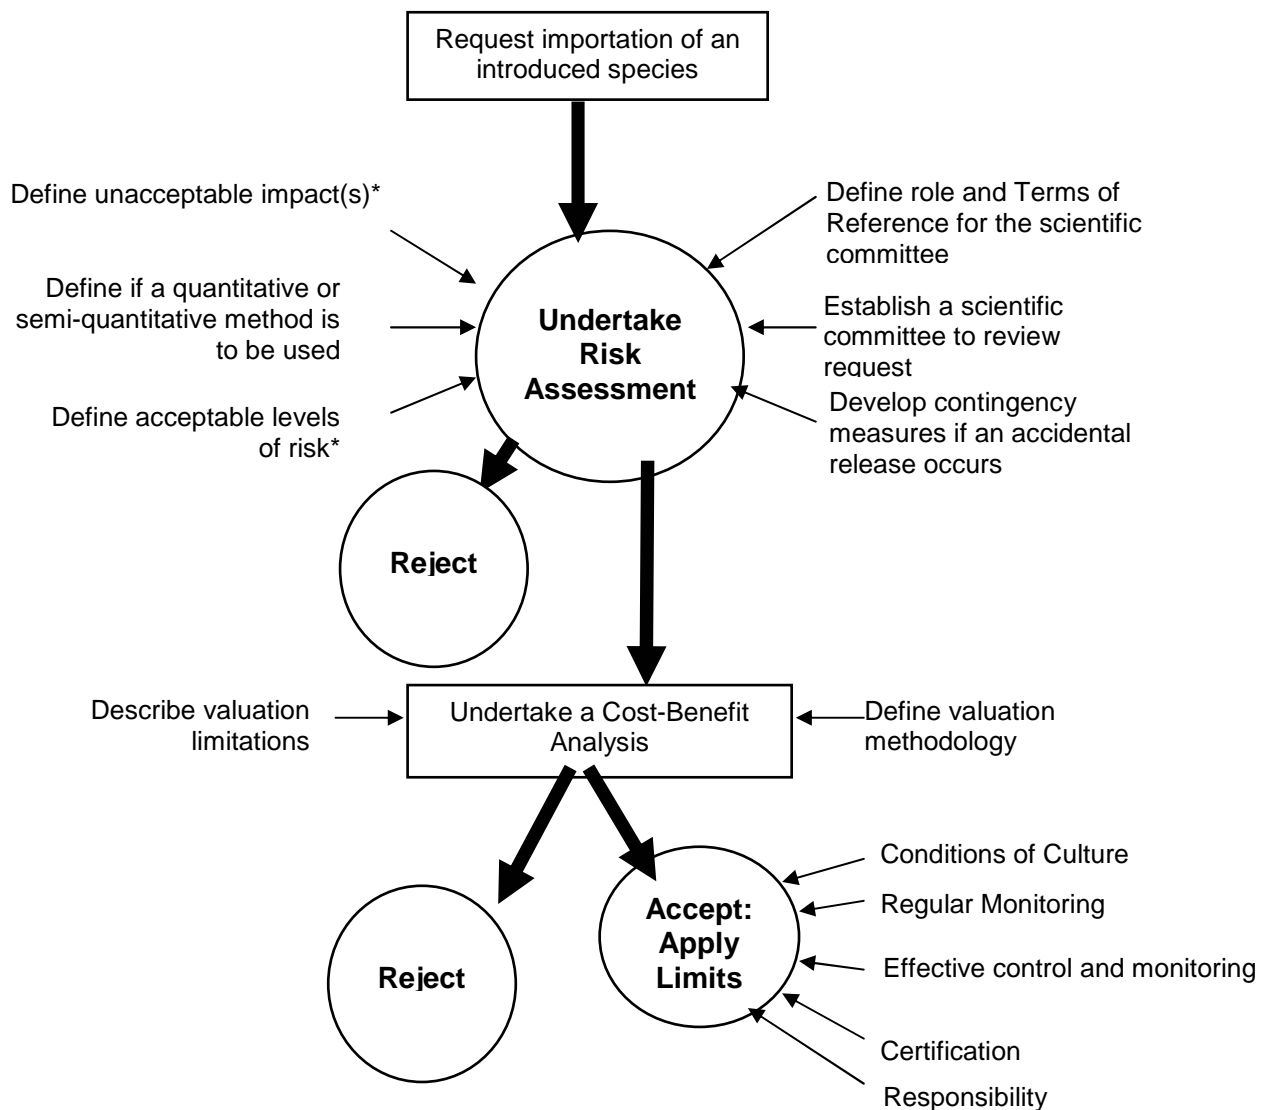 Request importation of an
introduced species
Define unacceptable impact(s)*
Define role and Terms of
Reference for the scientific
committee
Define if a quantitative or
semi-quantitative method is
to be used
Undertake
Risk
Assessment
Establish a scientific
committee to review
request
Define acceptable levels
of risk*
Develop contingency
measures if an accidental
release occurs
Reject
Describe valuation
limitations
Undertake a Cost-Benefit
Analysis
Define valuation
methodology
Reject
Accept:
Apply
Limits
Conditions of Culture
Regular Monitoring
Effective control and monitoring
Certification
Responsibility